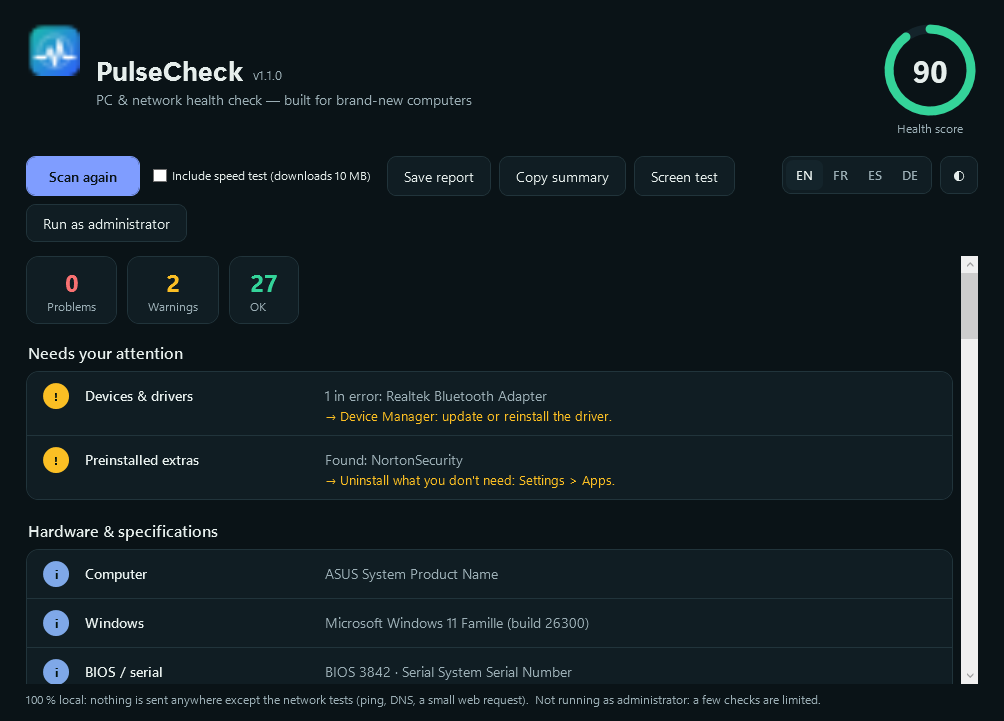 PulseCheck v1.1.0
PC & network health check — built for brand-new computers
90
Health score
Scan again
Include speed test (downloads 10 MB)
Save report
Copy summary
Screen test
EN FR ES DE
Run as administrator
0
Problems
2
Warnings
27
OK
Needs your attention
! Devices & drivers
1 in error: Realtek Bluetooth Adapter
→ Device Manager: update or reinstall the driver.
! Preinstalled extras
Found: NortonSecurity
→ Uninstall what you don't need: Settings > Apps.
Hardware & specifications
i Computer ASUS System Product Name
i Windows Microsoft Windows 11 Famille (build 26300)
i BIOS / serial BIOS 3842 · Serial System Serial Number
100 % local: nothing is sent anywhere except the network tests (ping, DNS, a small web request). Not running as administrator: a few checks are limited.